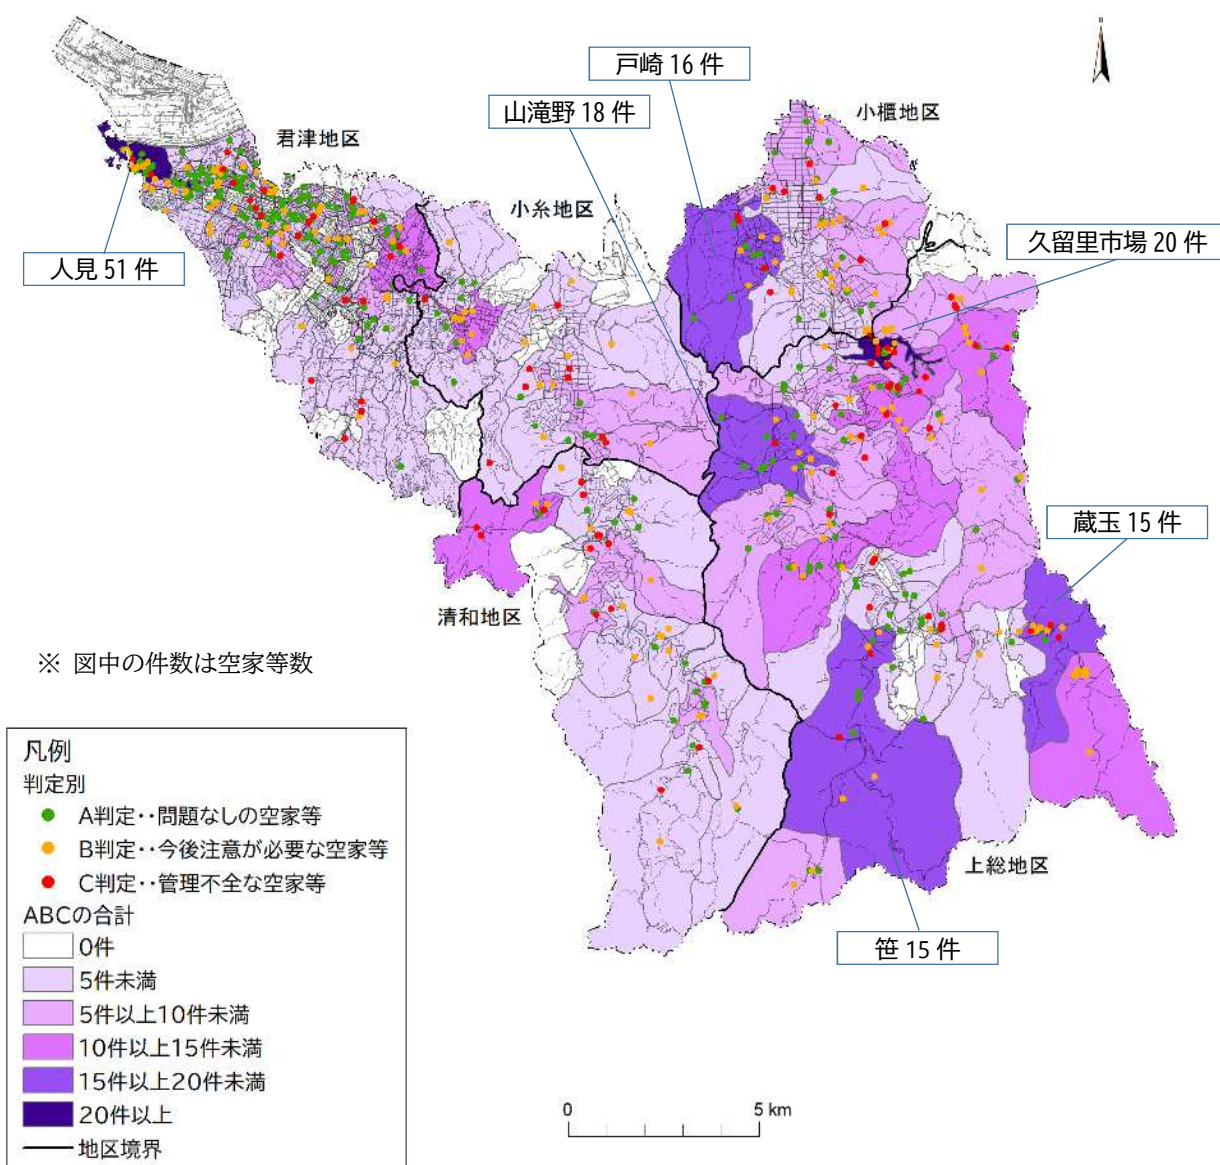 N
戸崎 16 件
山滝野 18 件
小櫃地区
君津地区
小糸地区
久留里市場 20 件
人見 51 件
蔵玉 15 件
清和地区
※ 図中の件数は空家等数
上総地区
笹 15 件
凡例
判定別
A判定‥問題なしの空家等
B判定‥今後注意が必要な空家等
C判定‥管理不全な空家等
ABCの合計
0件
5件未満
5件以上10件未満
10件以上15件未満
15件以上20件未満
20件以上
地区境界
0 5 km